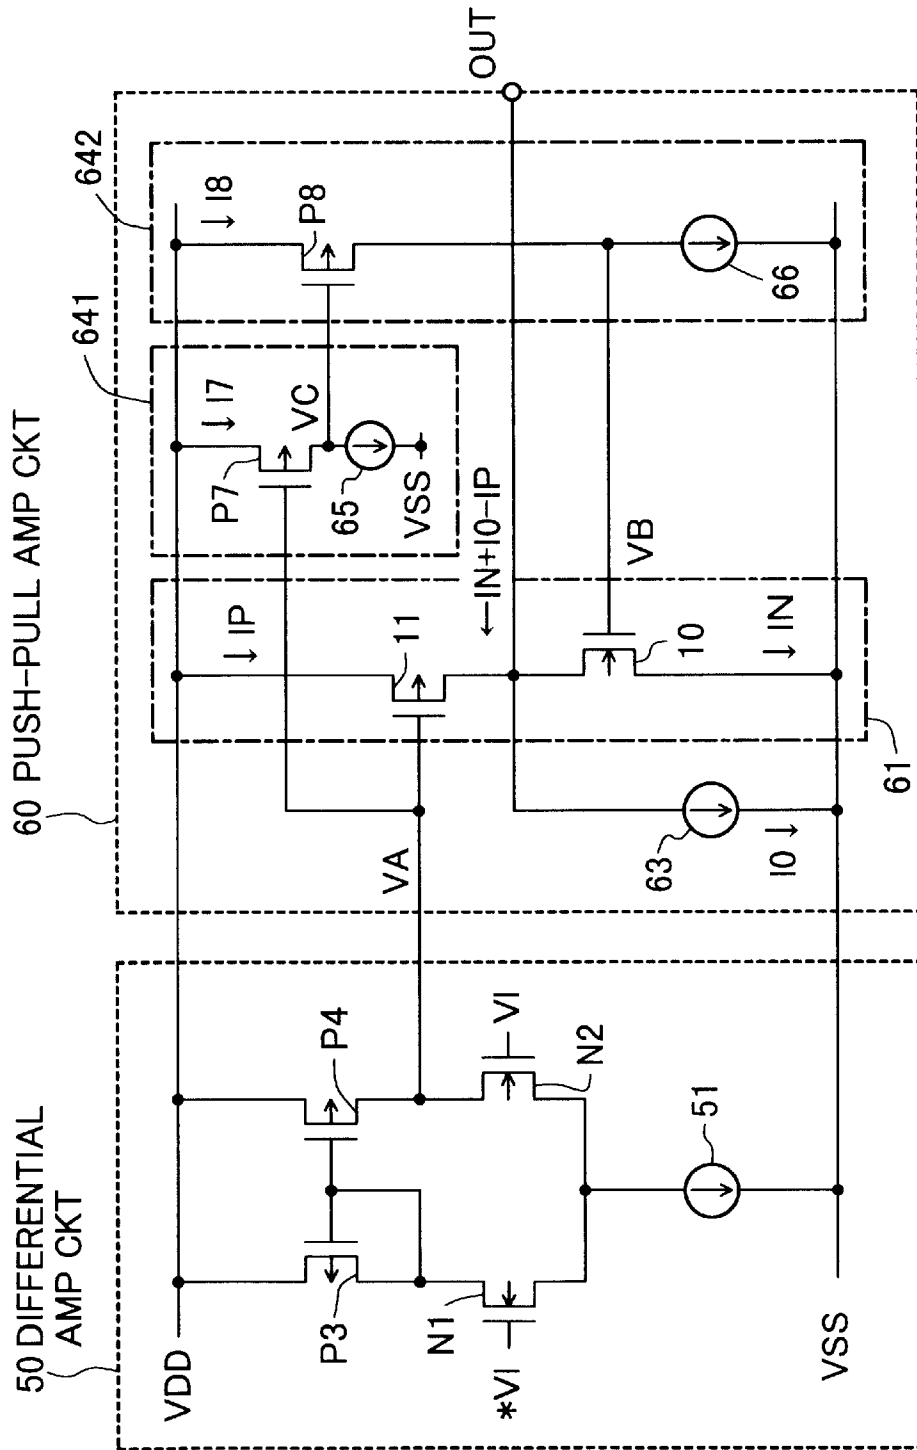 50 DIFFERENTIAL
AMP CKT
60 PUSH-PULL AMP CKT
641
642
VDD
P3
P4
N1
N2
*VI
VI
51
VSS
VA
↓ IP
11
←IN+I0-IP
10
↓ IN
63
I0 ↓
61
↓ I7
P7
VC
65
VSS
VB
↓ I8
P8
66
OUT